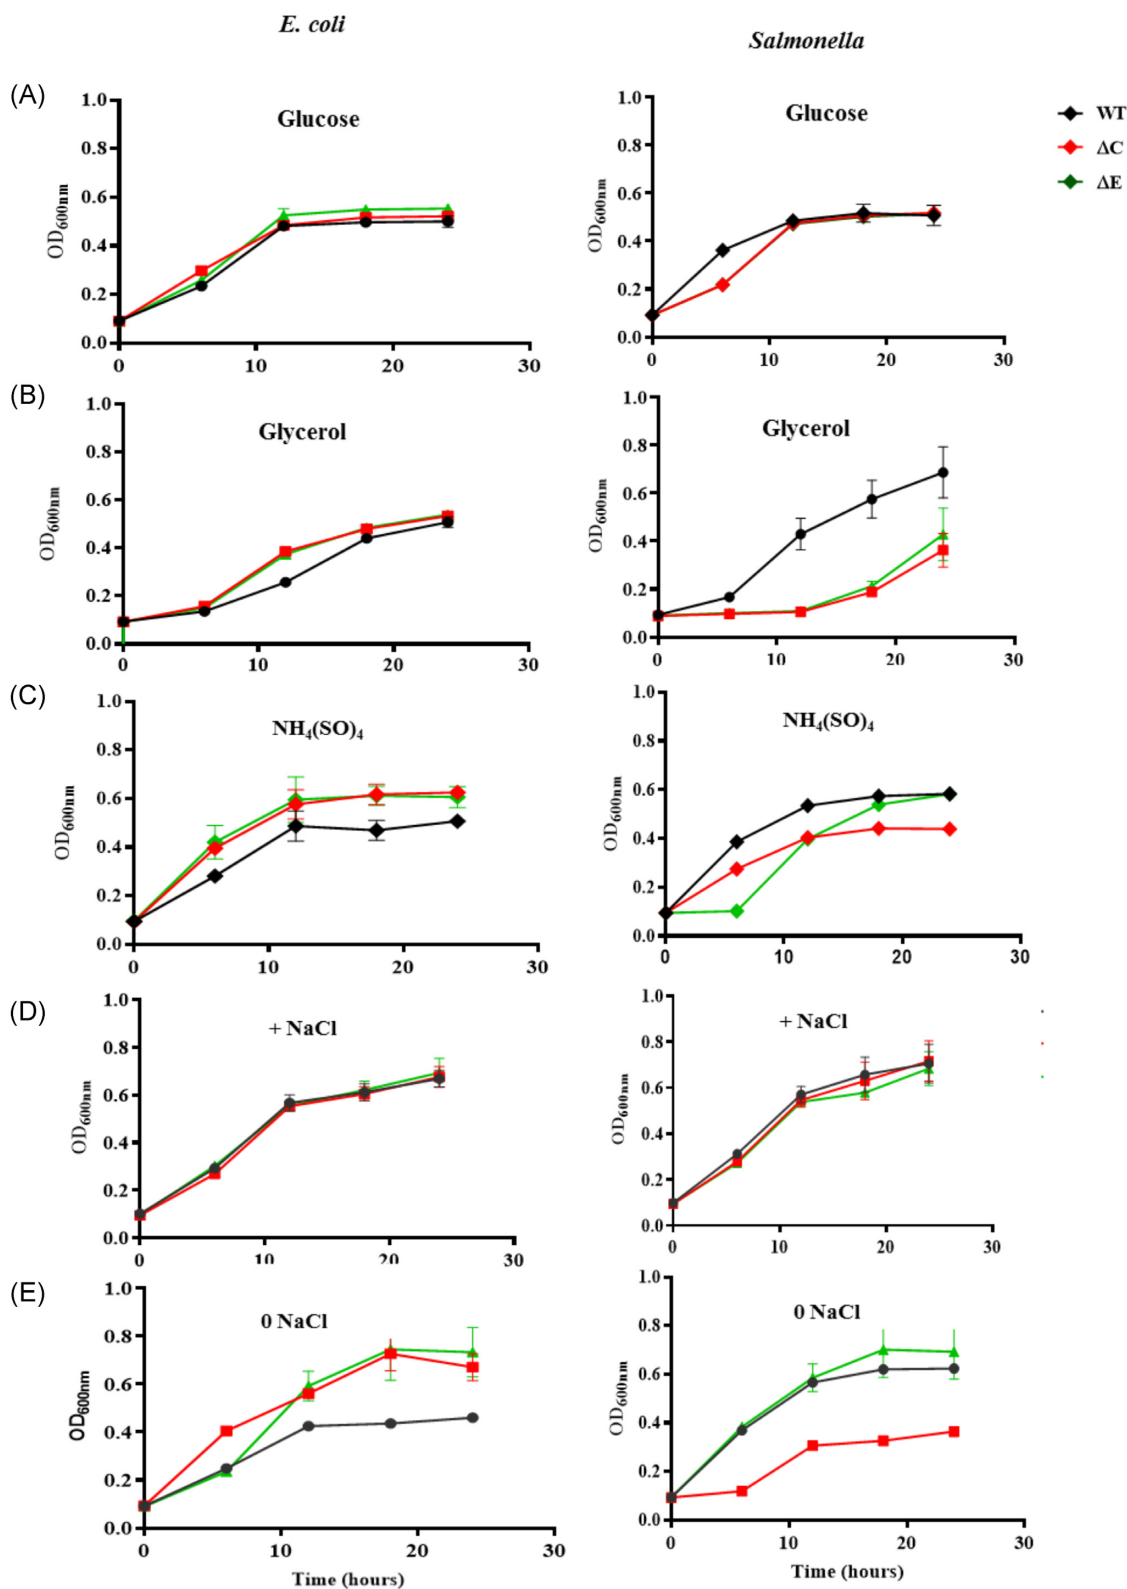 E. coli
Salmonella
(A)
1.0
0.8
0.6
0.4
0.2
0.0
OD600nm
Glucose
0 10 20 30
1.0
0.8
0.6
0.4
0.2
0.0
OD600nm
Glucose
0 10 20 30
WT
ΔC
ΔE
(B)
1.0
0.8
0.6
0.4
0.2
0.0
OD600nm
Glycerol
0 10 20 30
1.0
0.8
0.6
0.4
0.2
0.0
OD600nm
Glycerol
0 10 20 30
(C)
1.0
0.8
0.6
0.4
0.2
0.0
OD600nm
NH4(SO)4
0 10 20 30
1.0
0.8
0.6
0.4
0.2
0.0
OD600nm
NH4(SO)4
0 10 20 30
(D)
1.0
0.8
0.6
0.4
0.2
0.0
OD600nm
+ NaCl
0 10 20 30
1.0
0.8
0.6
0.4
0.2
0.0
OD600nm
+ NaCl
0 10 20 30
(E)
1.0
0.8
0.6
0.4
0.2
0.0
OD600nm
0 NaCl
0 10 20 30
Time (hours)
1.0
0.8
0.6
0.4
0.2
0.0
OD600nm
0 NaCl
0 10 20 30
Time (hours)